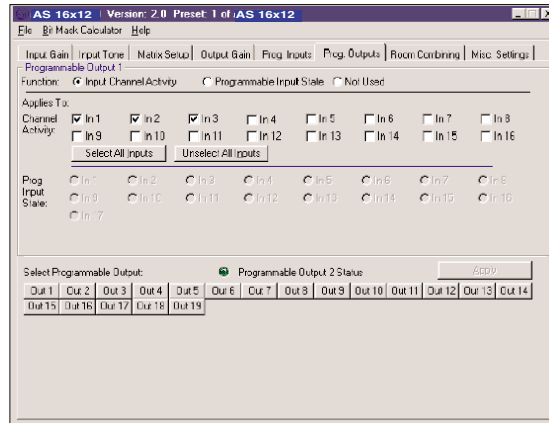 AS 16x12 Version: 2.0 Preset: 1 of AS 16x12
File Bit Mask Calculator Help
Input Gain Input Tone Matrix Setup Output Gain Prog. Inputs Prog. Outputs Room Combining Misc. Settings
Programmable Output 1
Function: Input Channel Activity Programmable Input State Not Used
Applies To:
Channel Activity: In 1 In 2 In 3 In 4 In 5 In 6 In 7 In 8
In 9 In 10 In 11 In 12 In 13 In 14 In 15 In 16
Select All Inputs Unselect All Inputs
Prog Input State: In 1 In 2 In 3 In 4 In 5 In 6 In 7 In 8
In 9 In 10 In 11 In 12 In 13 In 14 In 15 In 16
In 17
Select Programmable Output: Programmable Output 2 Status Apply
Out 1 Out 2 Out 3 Out 4 Out 5 Out 6 Out 7 Out 8 Out 9 Out 10 Out 11 Out 12 Out 13 Out 14
Out 15 Out 16 Out 17 Out 18 Out 19